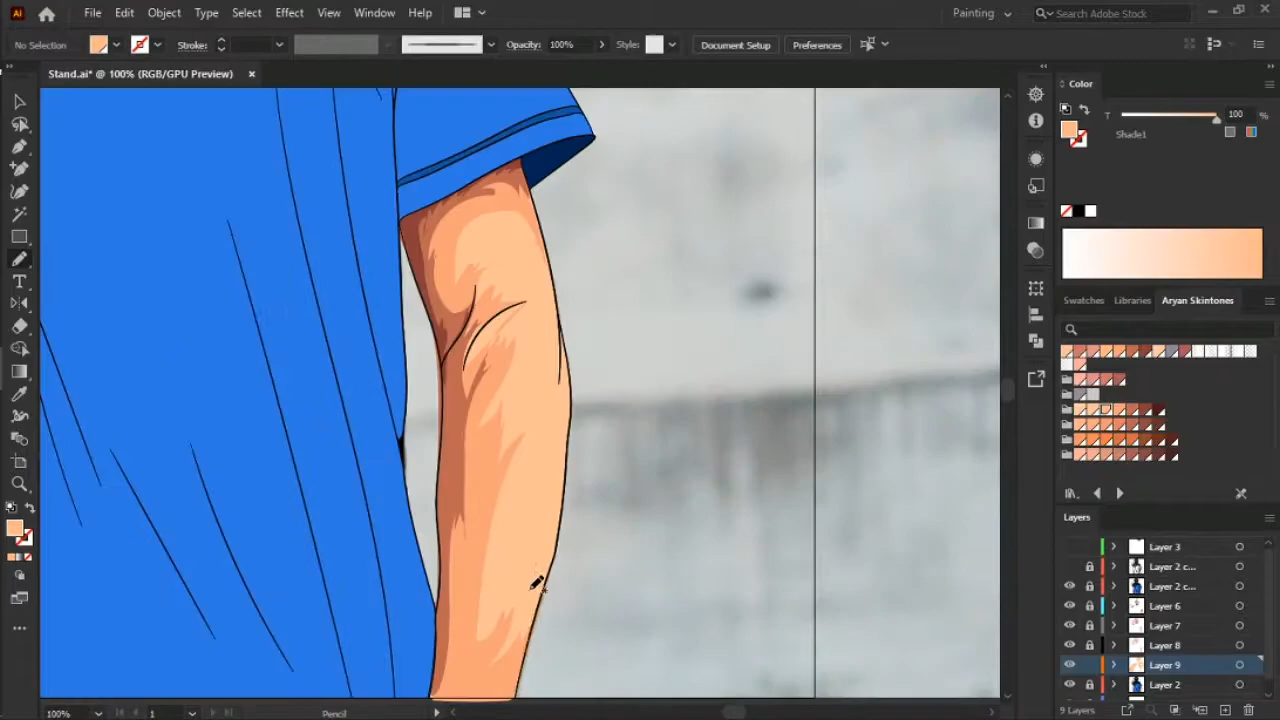 Ai
File Edit Object Type Select Effect View Window Help
Painting
Search Adobe Stock
No Selection
Stroke:
Opacity: 100%
Style:
Document Setup
Preferences
Stand.ai* @ 100% (RGB/GPU Preview)
Color
T 100 %
Shade1
Swatches Libraries Aryan Skintones
Layers
Layer 3
Layer 2 c...
Layer 2 c...
Layer 6
Layer 7
Layer 8
Layer 9
Layer 2
9 Layers
100% 1 Pencil